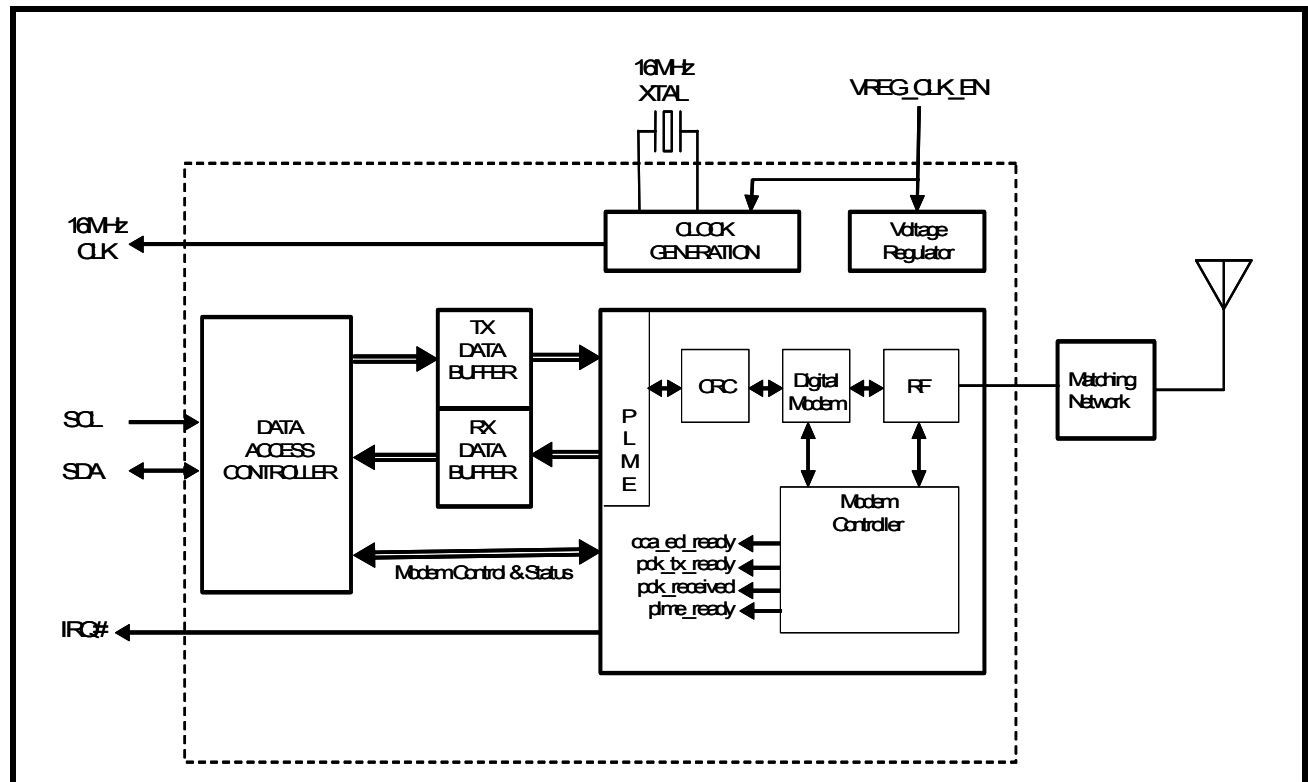 16MHz
XTAL
VREG_CLK_EN
16MHz
CLK
CLOCK
GENERATION
Voltage
Regulator
TX
DATA
BUFFER
RX
DATA
BUFFER
DATA
ACCESS
CONTROLLER
SCL
SDA
P
L
M
E
CRC
Digital
Modem
RF
Matching
Network
Modem
Controller
cca_ed_ready
pck_tx_ready
pck_received
plme_ready
Modem Control & Status
IRQ#